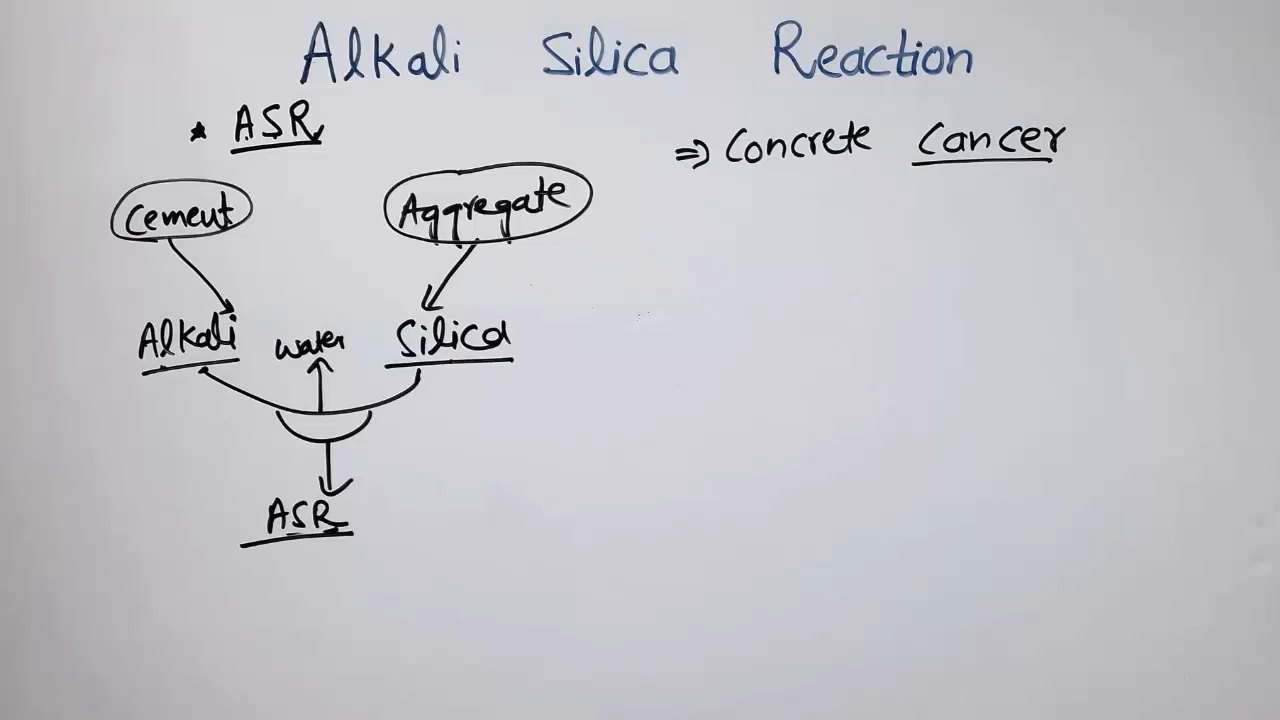 Alkali Silica Reaction
* ASR
⇒ Concrete Cancer
Cement Aggregate
Alkali water Silica
ASR